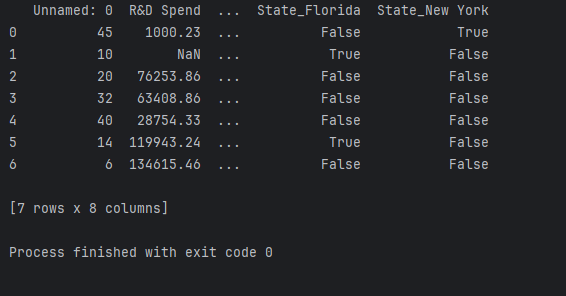 Unnamed: 0  R&D Spend  ...  State_Florida  State_New York
0          45    1000.23  ...          False            True
1          10        NaN  ...           True           False
2          20   76253.86  ...          False           False
3          32   63408.86  ...          False           False
4          40   28754.33  ...          False           False
5          14  119943.24  ...           True           False
6           6  134615.46  ...          False           False
[7 rows x 8 columns]
Process finished with exit code 0